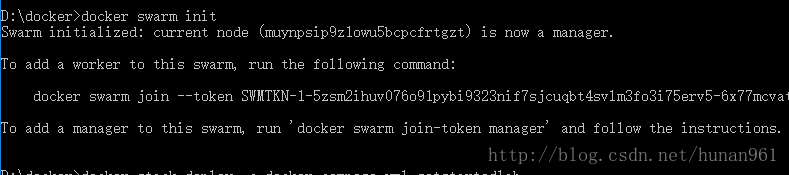 D:\docker>docker swarm init
Swarm initialized: current node (muynpsip9zlowu5bcpcfrtgzt) is now a manager.
To add a worker to this swarm, run the following command:
docker swarm join --token SWMTKN-1-5zsm2ihuv076o91pybi9323nif7sjcuqbt4sv1m3fo3i75erv5-6x77mcvat
To add a manager to this swarm, run 'docker swarm join-token manager' and follow the instructions.
http://blog.csdn.net/hunan961